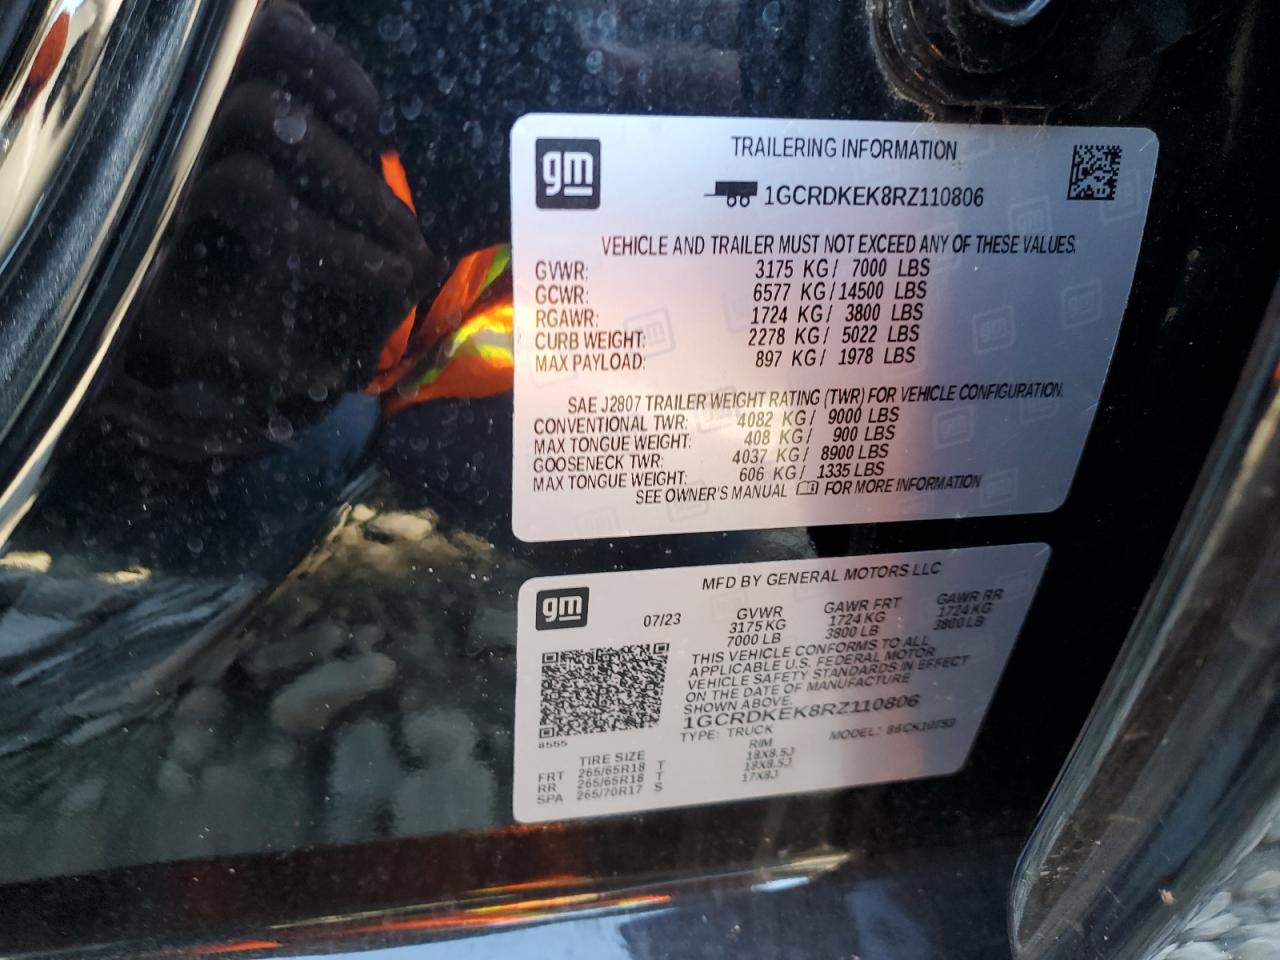 gm
TRAILERING INFORMATION
1GCRDKEK8RZ110806
VEHICLE AND TRAILER MUST NOT EXCEED ANY OF THESE VALUES.
GVWR: 3175 KG / 7000 LBS
GCWR: 6577 KG / 14500 LBS
RGAWR: 1724 KG / 3800 LBS
CURB WEIGHT: 2278 KG / 5022 LBS
MAX PAYLOAD: 897 KG / 1978 LBS
SAE J2807 TRAILER WEIGHT RATING (TWR) FOR VEHICLE CONFIGURATION.
CONVENTIONAL TWR: 4082 KG / 9000 LBS
MAX TONGUE WEIGHT: 408 KG / 900 LBS
GOOSENECK TWR: 4037 KG / 8900 LBS
MAX TONGUE WEIGHT: 606 KG / 1335 LBS
SEE OWNER'S MANUAL FOR MORE INFORMATION
gm
MFD BY GENERAL MOTORS LLC
07/23 GVWR GAWR FRT GAWR RR
3175 KG 1724 KG 1724 KG
7000 LB 3800 LB 3800 LB
THIS VEHICLE CONFORMS TO ALL
APPLICABLE U.S. FEDERAL MOTOR
VEHICLE SAFETY STANDARDS IN EFFECT
ON THE DATE OF MANUFACTURE
SHOWN ABOVE.
1GCRDKEK8RZ110806
TYPE: TRUCK MODEL:
8555
TIRE SIZE RIM
FRT 265/65R18 T 18X8.5J
RR 265/65R18 T 18X8.5J
SPA 265/70R17 S 17X8J